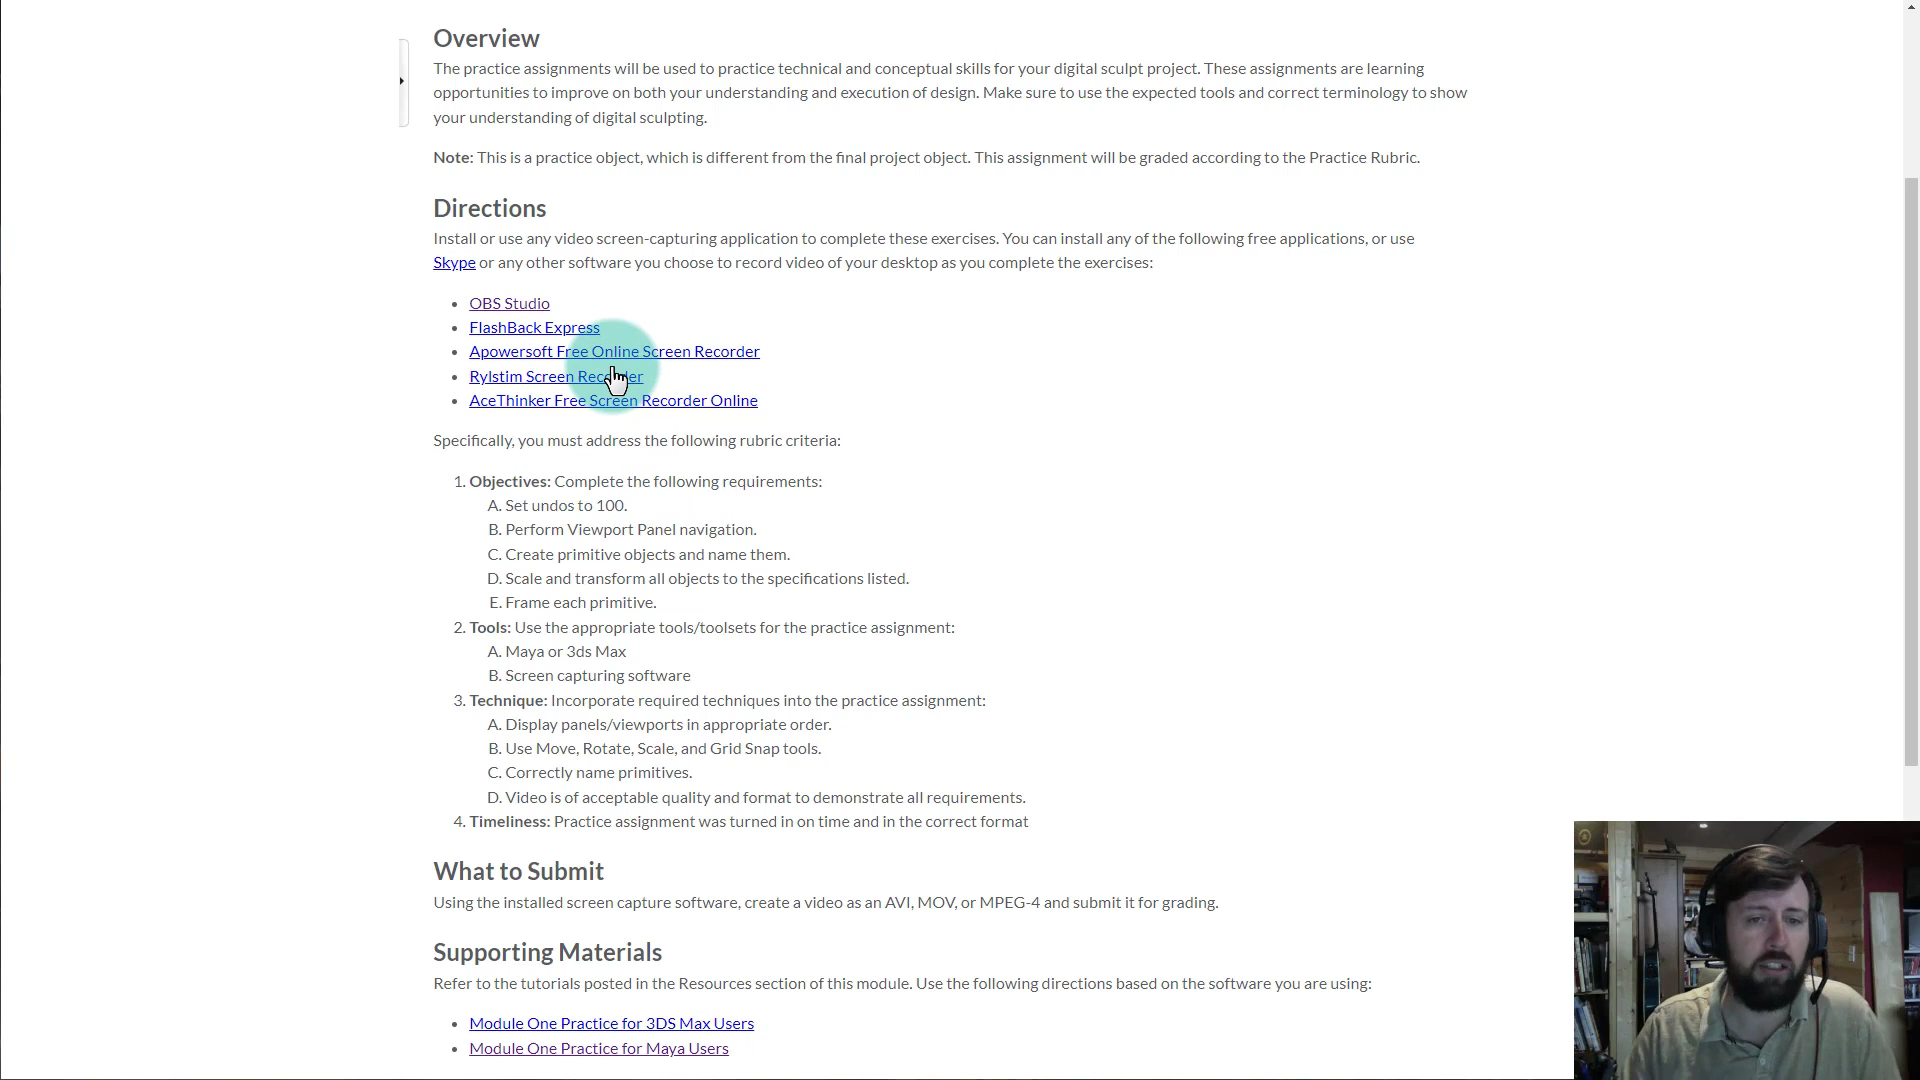 Overview
The practice assignments will be used to practice technical and conceptual skills for your digital sculpt project. These assignments are learning
opportunities to improve on both your understanding and execution of design. Make sure to use the expected tools and correct terminology to show
your understanding of digital sculpting.
Note: This is a practice object, which is different from the final project object. This assignment will be graded according to the Practice Rubric.
Directions
Install or use any video screen-capturing application to complete these exercises. You can install any of the following free applications, or use
Skype or any other software you choose to record video of your desktop as you complete the exercises:
• OBS Studio
• FlashBack Express
• Apowersoft Free Online Screen Recorder
• Rylstim Screen Recorder
• AceThinker Free Screen Recorder Online
Specifically, you must address the following rubric criteria:
1. Objectives: Complete the following requirements:
A. Set undos to 100.
B. Perform Viewport Panel navigation.
C. Create primitive objects and name them.
D. Scale and transform all objects to the specifications listed.
E. Frame each primitive.
2. Tools: Use the appropriate tools/toolsets for the practice assignment:
A. Maya or 3ds Max
B. Screen capturing software
3. Technique: Incorporate required techniques into the practice assignment:
A. Display panels/viewports in appropriate order.
B. Use Move, Rotate, Scale, and Grid Snap tools.
C. Correctly name primitives.
D. Video is of acceptable quality and format to demonstrate all requirements.
4. Timeliness: Practice assignment was turned in on time and in the correct format
What to Submit
Using the installed screen capture software, create a video as an AVI, MOV, or MPEG-4 and submit it for grading.
Supporting Materials
Refer to the tutorials posted in the Resources section of this module. Use the following directions based on the software you are using:
• Module One Practice for 3DS Max Users
• Module One Practice for Maya Users